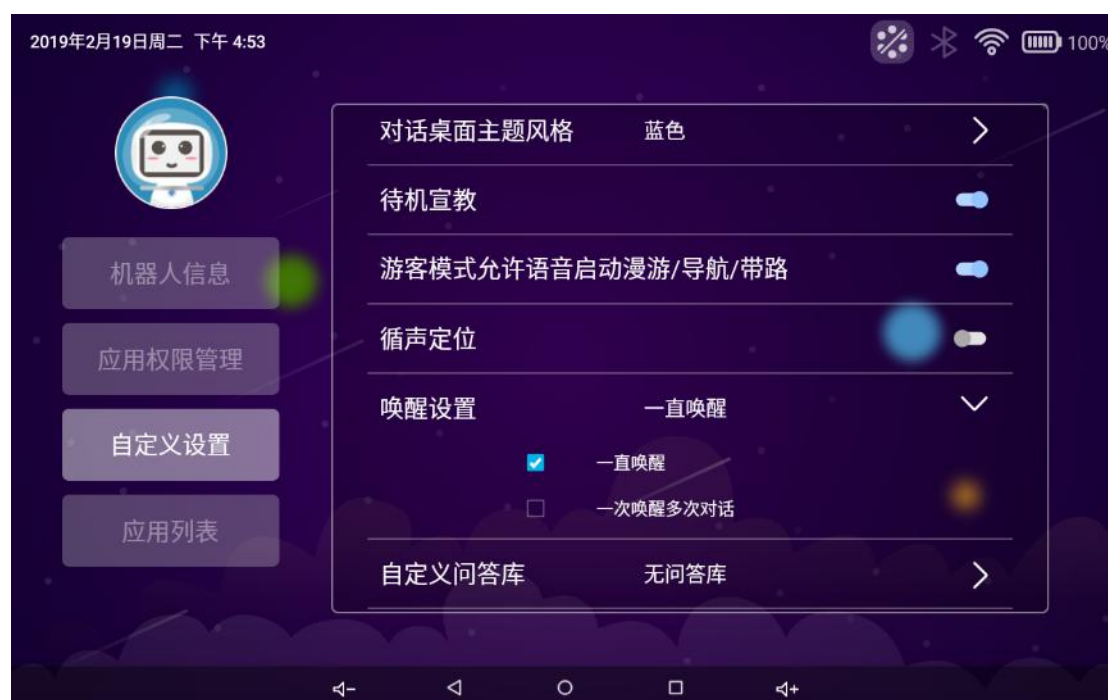 2019年2月19日周二 下午 4:53
100%
机器人信息
应用权限管理
自定义设置
应用列表
对话桌面主题风格 蓝色
待机宣教
游客模式允许语音启动漫游/导航/带路
循声定位
唤醒设置 一直唤醒
一直唤醒
一次唤醒多次对话
自定义问答库 无问答库